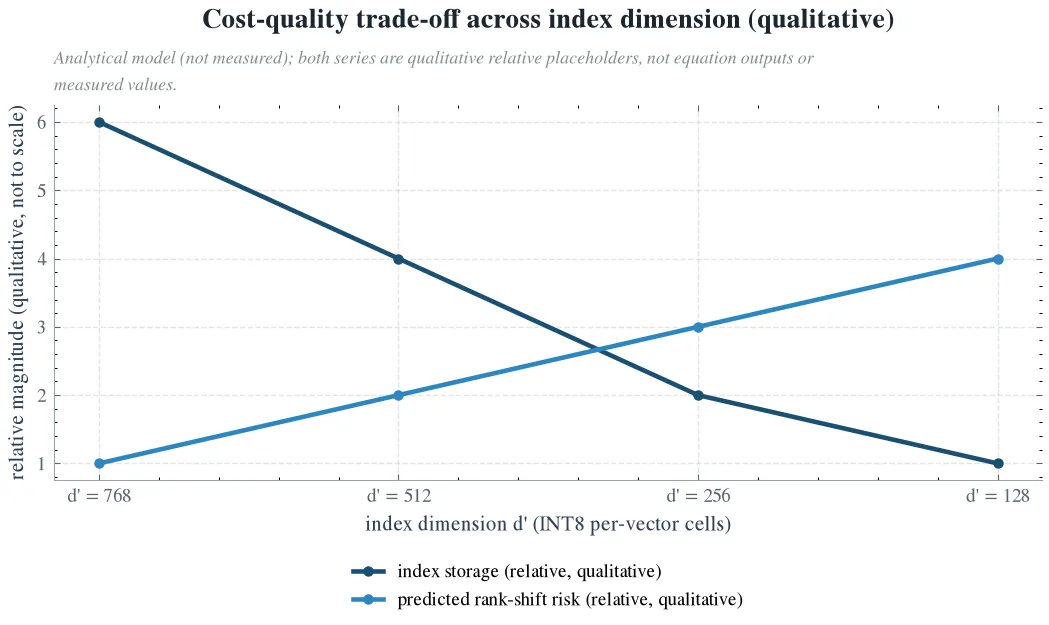 Cost-quality trade-off across index dimension (qualitative)
Analytical model (not measured); both series are qualitative relative placeholders, not equation outputs or
measured values.
relative magnitude (qualitative, not to scale)
6
5
4
3
2
1
d' = 768
d' = 512
d' = 256
d' = 128
index dimension d' (INT8 per-vector cells)
index storage (relative, qualitative)
predicted rank-shift risk (relative, qualitative)